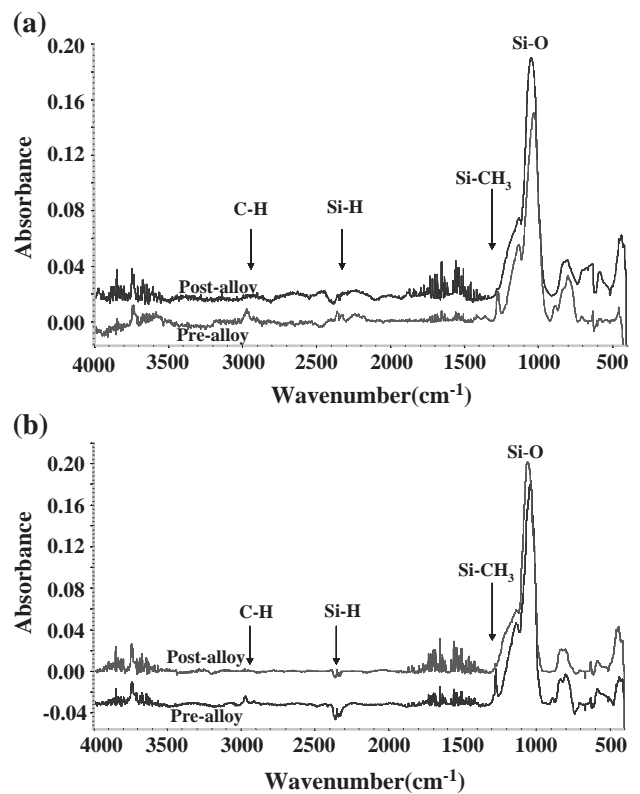 (a)
0.20
Si-O
0.16
Absorbance
0.12
Si-CH₃
C-H
Si-H
0.08
0.04
Post-alloy
0.00
Pre-alloy
4000 3500 3000 2500 2000 1500 1000 500
Wavenumber(cm⁻¹)
(b)
0.20
Si-O
0.16
Absorbance
0.12
Si-CH₃
0.08
C-H
Si-H
0.04
Post-alloy
0.00
-0.04
Pre-alloy
4000 3500 3000 2500 2000 1500 1000 500
Wavenumber(cm⁻¹)